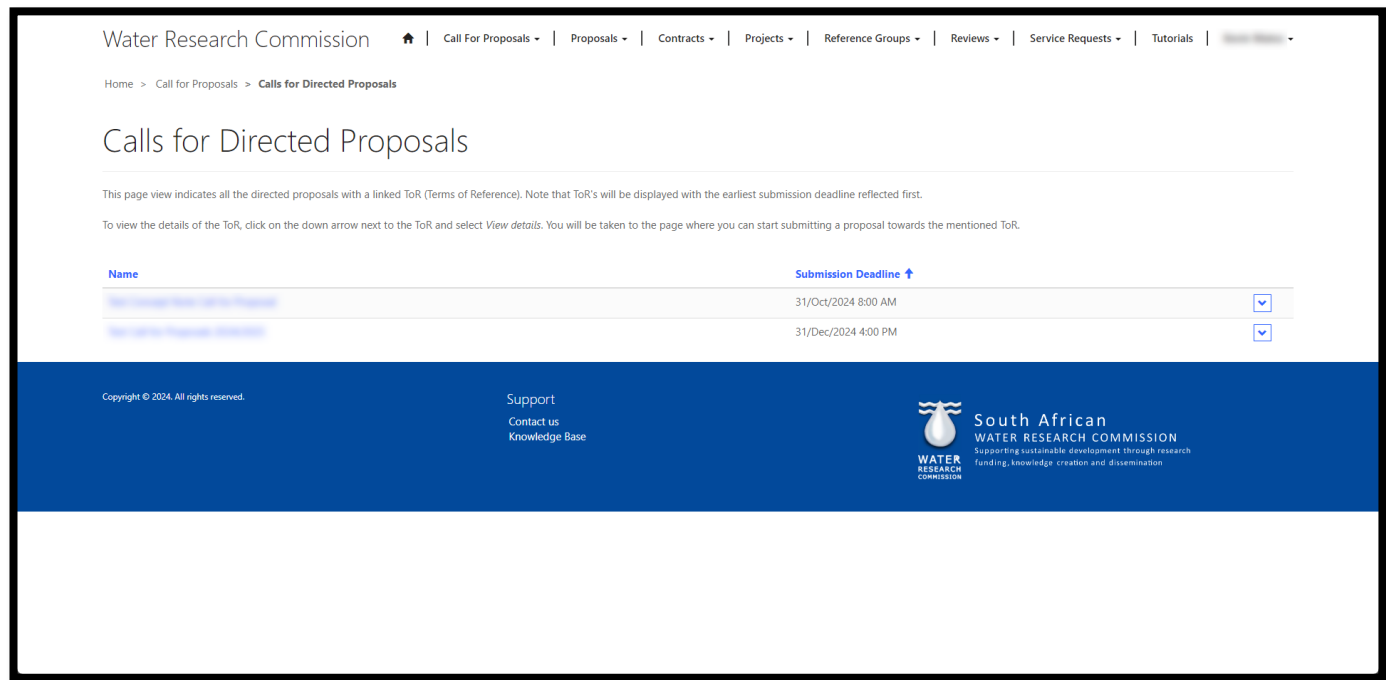 Water Research Commission Call For Proposals Proposals Contracts Projects Reference Groups Reviews Service Requests Tutorials
Home > Call for Proposals > Calls for Directed Proposals
Calls for Directed Proposals
This page view indicates all the directed proposals with a linked ToR (Terms of Reference). Note that ToR's will be displayed with the earliest submission deadline reflected first.
To view the details of the ToR, click on the down arrow next to the ToR and select View details. You will be taken to the page where you can start submitting a proposal towards the mentioned ToR.
Name Submission Deadline
31/Oct/2024 8:00 AM
31/Dec/2024 4:00 PM
Copyright © 2024. All rights reserved.
Support
Contact us
Knowledge Base
WATER
RESEARCH
COMMISSION
South African
WATER RESEARCH COMMISSION
Supporting sustainable development through research
funding, knowledge creation and dissemination